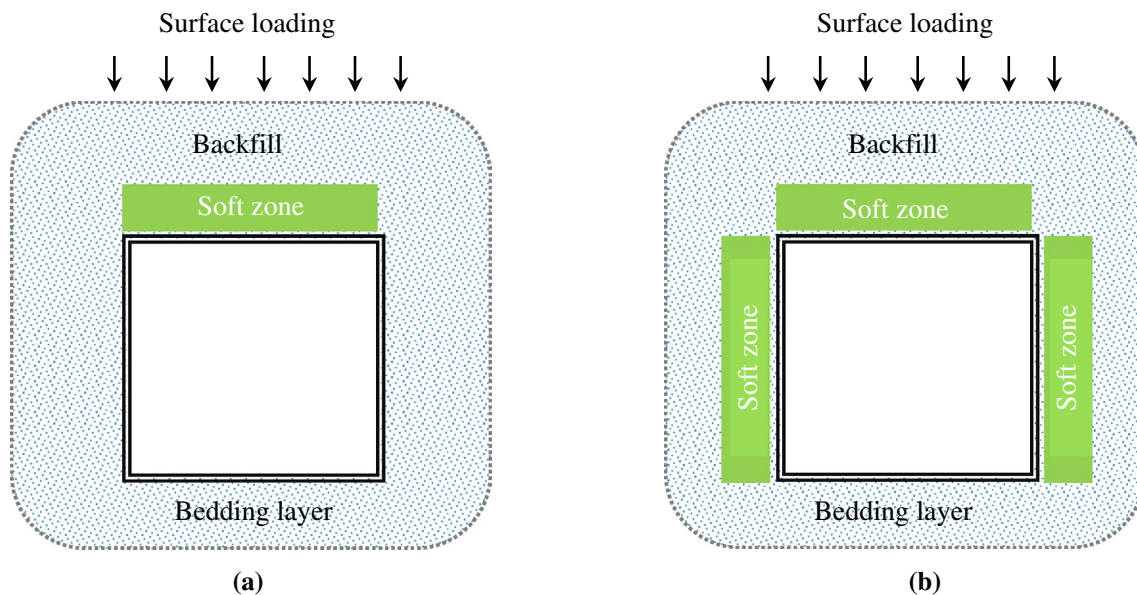 Surface loading
Backfill
Soft zone
Bedding layer
(a)
Surface loading
Backfill
Soft zone
Soft zone
Soft zone
Bedding layer
(b)